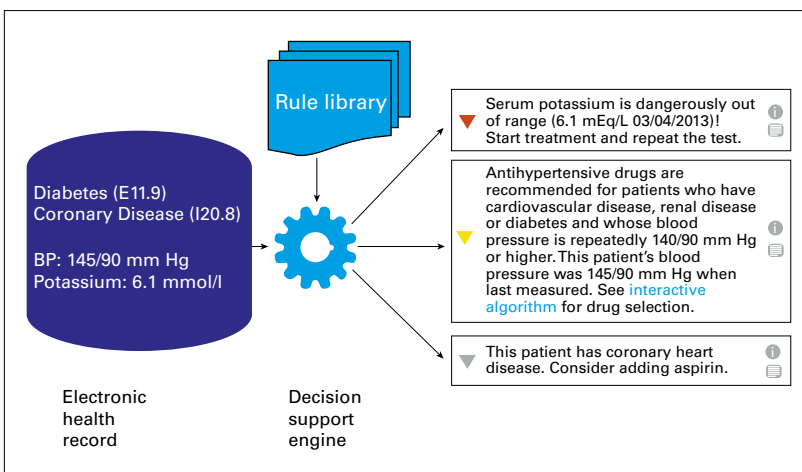 Rule library
Diabetes (E11.9)
Coronary Disease (I20.8)
BP: 145/90 mm Hg
Potassium: 6.1 mmol/l
Serum potassium is dangerously out
of range (6.1 mEq/L 03/04/2013)!
Start treatment and repeat the test.
Antihypertensive drugs are
recommended for patients who have
cardiovascular disease, renal disease
or diabetes and whose blood
pressure is repeatedly 140/90 mm Hg
or higher. This patient's blood
pressure was 145/90 mm Hg when
last measured. See interactive
algorithm for drug selection.
This patient has coronary heart
disease. Consider adding aspirin.
Electronic
health
record
Decision
support
engine